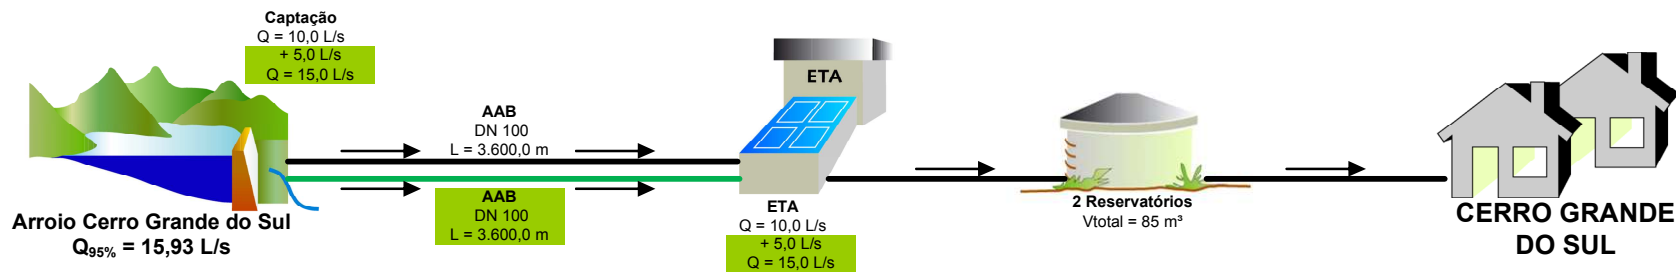 Captação
Q = 10,0 L/s
+ 5,0 L/s
Q = 15,0 L/s
Arroio Cerro Grande do Sul
Q95% = 15,93 L/s
AAB
DN 100
L = 3.600,0 m
AAB
DN 100
L = 3.600,0 m
ETA
ETA
Q = 10,0 L/s
+ 5,0 L/s
Q = 15,0 L/s
2 Reservatórios
Vtotal = 85 m³
CERRO GRANDE
DO SUL